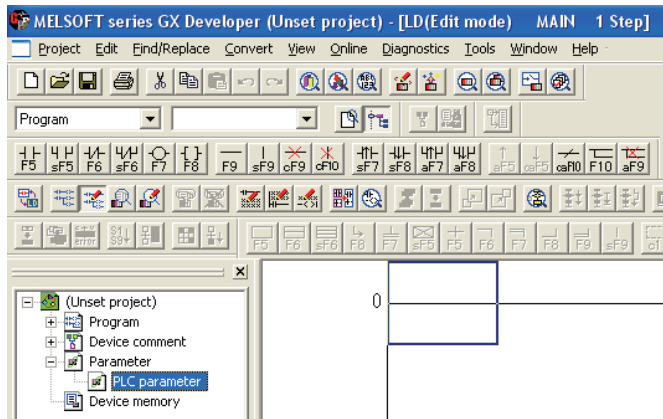 MELSOFT series GX Developer (Unset project) - [LD(Edit mode) MAIN 1 Step]
Project Edit Find/Replace Convert View Online Diagnostics Tools Window Help
Program
F5 sF5 F6 sF6 F7 F8 F9 sF9 cF9 cF10 sF7 sF8 aF7 aF8 aF5 caF5 caF10 F10 aF9
error
F5 F6 sF6 F8 F7 sF5 F5 F6 F7 F8 F9 sF9
(Unset project)
0
Program
Device comment
Parameter
PLC parameter
Device memory